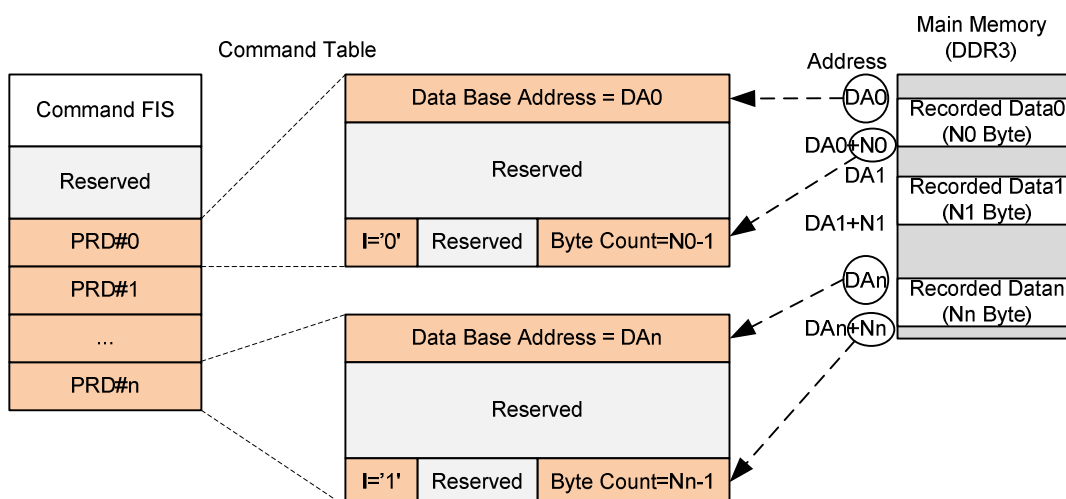 Command Table
Command FIS
Reserved
PRD#0
PRD#1
...
PRD#n
Data Base Address = DA0
Reserved
I='0'
Reserved
Byte Count=N0-1
Data Base Address = DAn
Reserved
I='1'
Reserved
Byte Count=Nn-1
Main Memory
(DDR3)
Address
DA0
DA0+N0
DA1
DA1+N1
DAn
DAn+Nn
Recorded Data0
(N0 Byte)
Recorded Data1
(N1 Byte)
Recorded Datan
(Nn Byte)